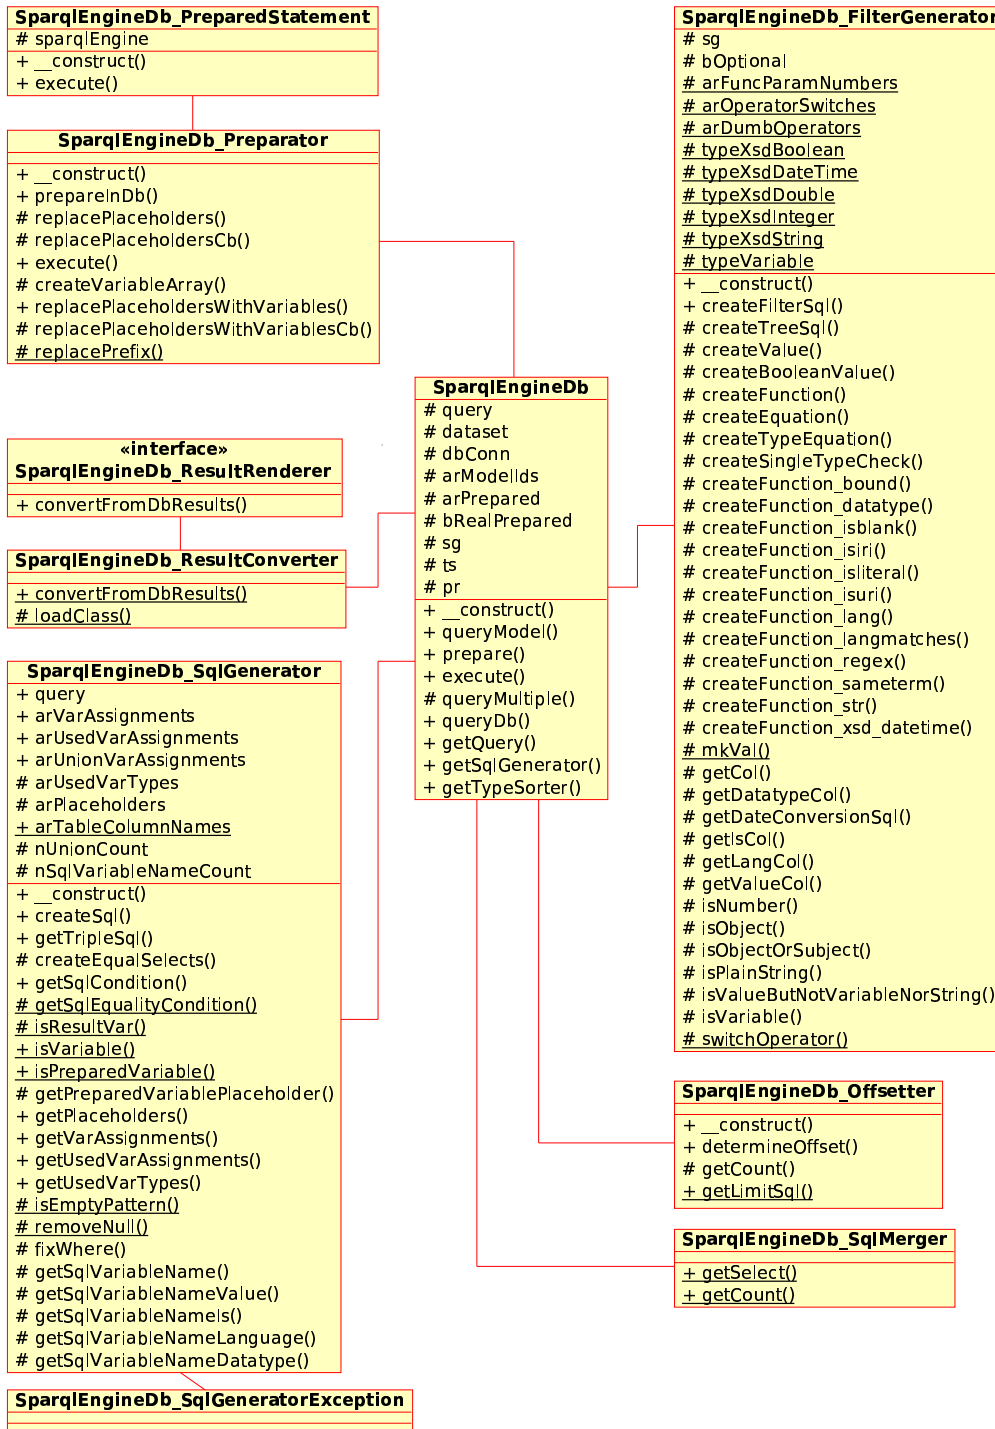 SparqlEngineDb_PreparedStatement
# sparqlEngine
+ __construct()
+ execute()
SparqlEngineDb_Preparator
+ __construct()
+ prepareInDb()
# replacePlaceholders()
# replacePlaceholdersCb()
+ execute()
# createVariableArray()
+ replacePlaceholdersWithVariables()
# replacePlaceholdersWithVariablesCb()
# replacePrefix()
«interface»
SparqlEngineDb_ResultRenderer
+ convertFromDbResults()
SparqlEngineDb_ResultConverter
+ convertFromDbResults()
# loadClass()
SparqlEngineDb_SqlGenerator
+ query
+ arVarAssignments
+ arUsedVarAssignments
+ arUnionVarAssignments
# arUsedVarTypes
# arPlaceholders
+ arTableColumnNames
# nUnionCount
# nSqlVariableNameCount
+ __construct()
+ createSql()
+ getTripleSql()
# createEqualSelects()
+ getSqlCondition()
# getSqlEqualityCondition()
# isResultVar()
+ isVariable()
+ isPreparedVariable()
# getPreparedVariablePlaceholder()
+ getPlaceholders()
+ getVarAssignments()
+ getUsedVarAssignments()
+ getUsedVarTypes()
# isEmptyPattern()
# removeNull()
# fixWhere()
# getSqlVariableName()
# getSqlVariableNameValue()
# getSqlVariableNameIs()
# getSqlVariableNameLanguage()
# getSqlVariableNameDatatype()
SparqlEngineDb_SqlGeneratorException
SparqlEngineDb
# query
# dataset
# dbConn
# arModelIds
# arPrepared
# bRealPrepared
# sg
# ts
# pr
+ __construct()
+ queryModel()
+ prepare()
+ execute()
# queryMultiple()
+ queryDb()
+ getQuery()
+ getSqlGenerator()
+ getTypeSorter()
SparqlEngineDb_FilterGenerator
# sg
# bOptional
# arFuncParamNumbers
# arOperatorSwitches
# arDumbOperators
# typeXsdBoolean
# typeXsdDateTime
# typeXsdDouble
# typeXsdInteger
# typeXsdString
# typeVariable
+ __construct()
+ createFilterSql()
# createTreeSql()
# createValue()
# createBooleanValue()
# createFunction()
# createEquation()
# createTypeEquation()
# createSingleTypeCheck()
# createFunction_bound()
# createFunction_datatype()
# createFunction_isblank()
# createFunction_isiri()
# createFunction_isliteral()
# createFunction_isuri()
# createFunction_lang()
# createFunction_langmatches()
# createFunction_regex()
# createFunction_sameterm()
# createFunction_str()
# createFunction_xsd_datetime()
# mkVal()
# getCol()
# getDatatypeCol()
# getDateConversionSql()
# getIsCol()
# getLangCol()
# getValueCol()
# isNumber()
# isObject()
# isObjectOrSubject()
# isPlainString()
# isValueButNotVariableNorString()
# isVariable()
# switchOperator()
SparqlEngineDb_Offsetter
+ __construct()
+ determineOffset()
# getCount()
+ getLimitSql()
SparqlEngineDb_SqlMerger
+ getSelect()
+ getCount()